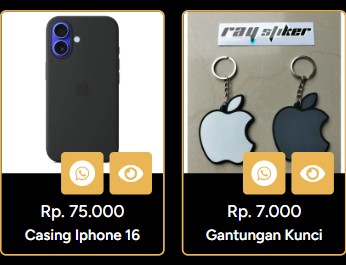 ray stiker
Rp. 75.000
Casing Iphone 16
Rp. 7.000
Gantungan Kunci